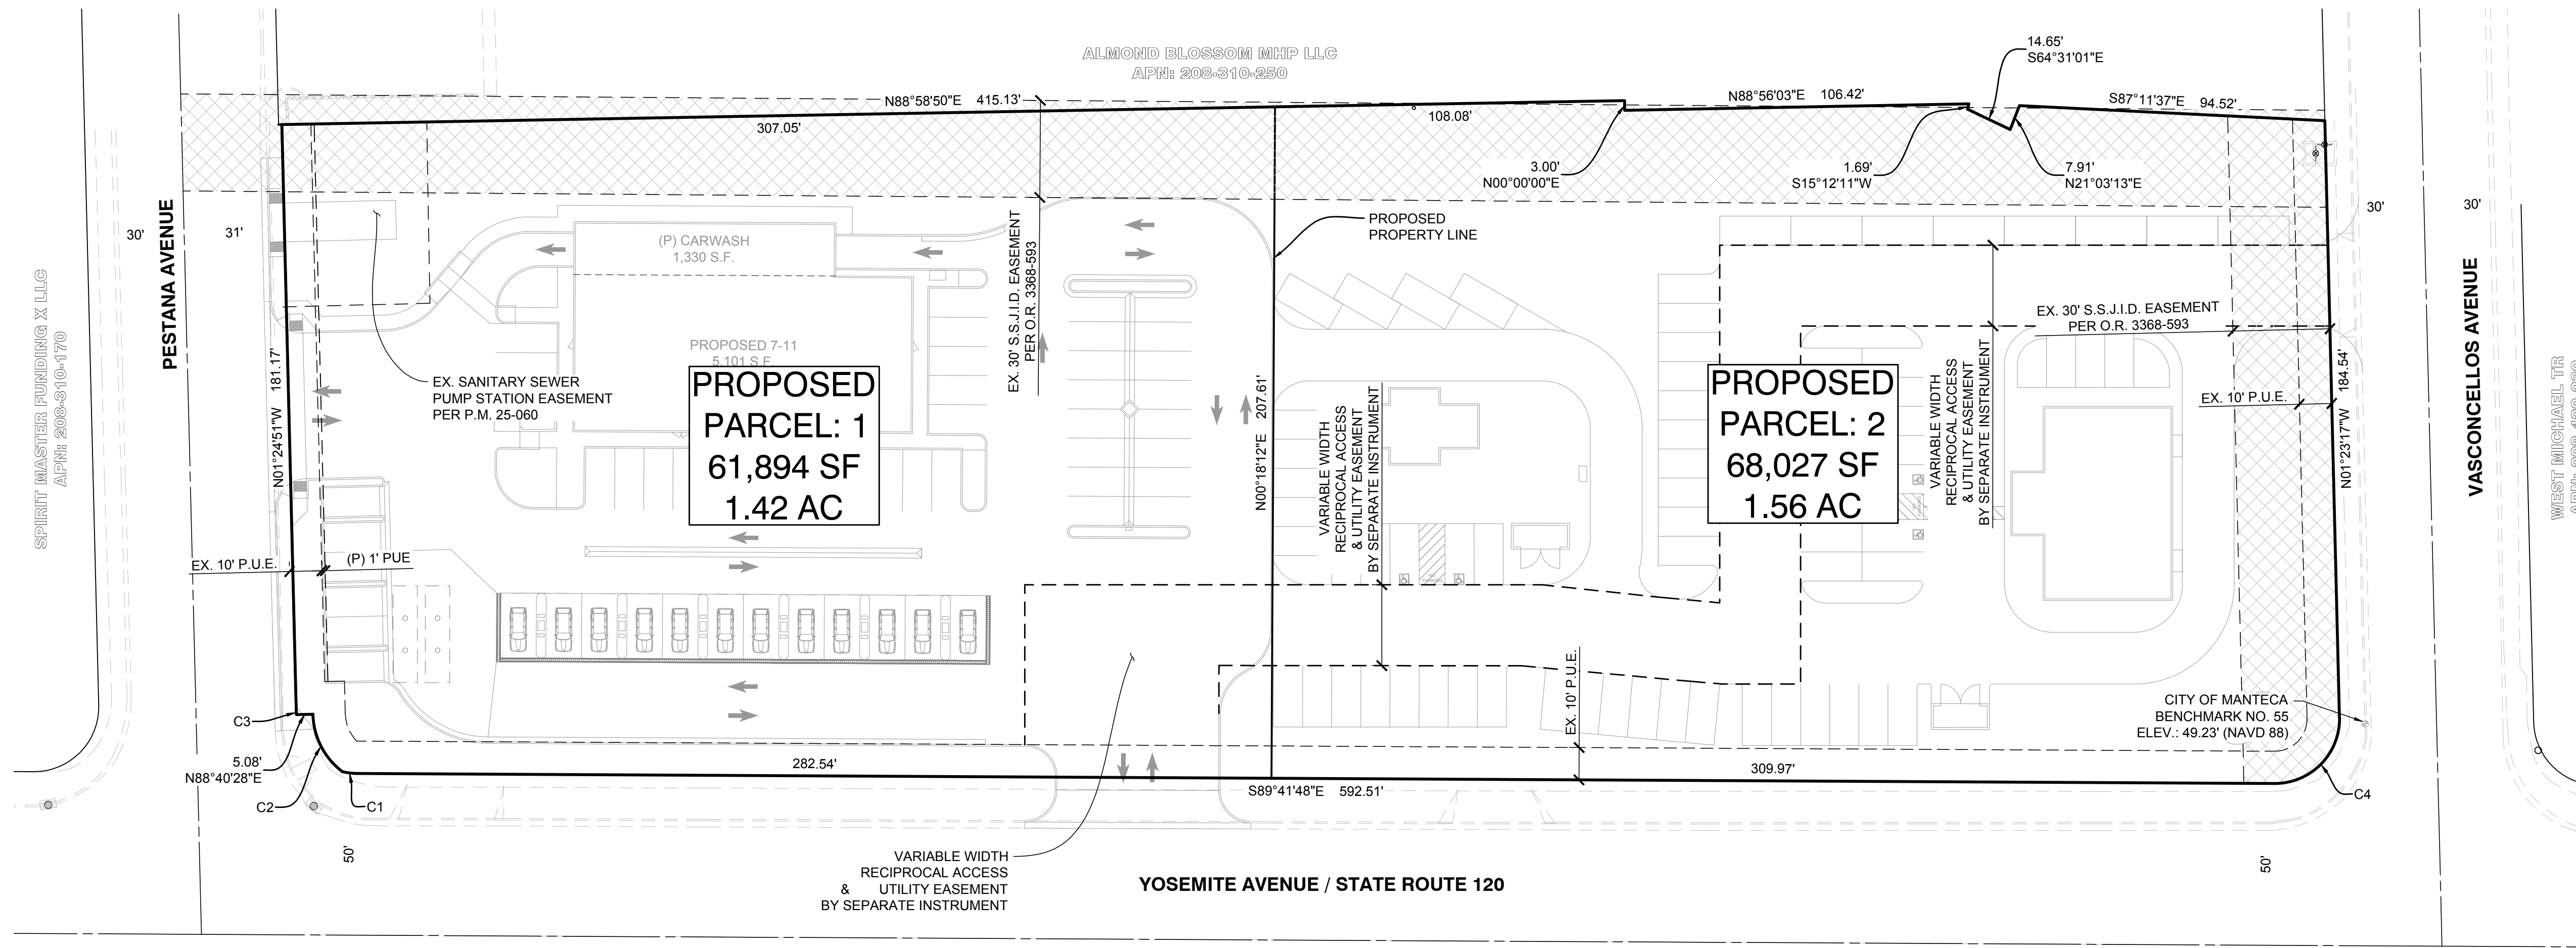 ALMOND BLOSSOM MHP LLC
APN: 208-310-250
14.65'
S64°31'01"E
N88°58'50"E 415.13'
N88°56'03"E 106.42'
S87°11'37"E 94.52'
307.05'
108.08'
3.00'
N00°00'00"E
1.69'
S15°12'11"W
7.91'
N21°03'13"E
30'
PESTANA AVENUE
31'
SPIRIT MASTER FUNDING X LLC
APN: 208-310-170
(P) CARWASH
1,330 S.F.
PROPOSED 7-11
5,101 S.F.
EX. 30' S.S.J.I.D. EASEMENT
PER O.R. 3368-593
PROPOSED
PROPERTY LINE
30'
30'
VASCONCELLOS AVENUE
WEST MICHAEL TR
EX. 30' S.S.J.I.D. EASEMENT
PER O.R. 3368-593
N01°24'51"W 181.17'
EX. SANITARY SEWER
PUMP STATION EASEMENT
PER P.M. 25-060
PROPOSED
PARCEL: 1
61,894 SF
1.42 AC
N00°18'12"E 207.61'
VARIABLE WIDTH
RECIPROCAL ACCESS
& UTILITY EASEMENT
BY SEPARATE INSTRUMENT
PROPOSED
PARCEL: 2
68,027 SF
1.56 AC
VARIABLE WIDTH
RECIPROCAL ACCESS
& UTILITY EASEMENT
BY SEPARATE INSTRUMENT
EX. 10' P.U.E.
N01°23'17"W 184.54'
EX. 10' P.U.E.
(P) 1' PUE
EX. 10' P.U.E.
CITY OF MANTECA
BENCHMARK NO. 55
ELEV.: 49.23' (NAVD 88)
C3
5.08'
N88°40'28"E
C2
C1
282.54'
309.97'
S89°41'48"E 592.51'
C4
50'
50'
VARIABLE WIDTH
RECIPROCAL ACCESS
& UTILITY EASEMENT
BY SEPARATE INSTRUMENT
YOSEMITE AVENUE / STATE ROUTE 120